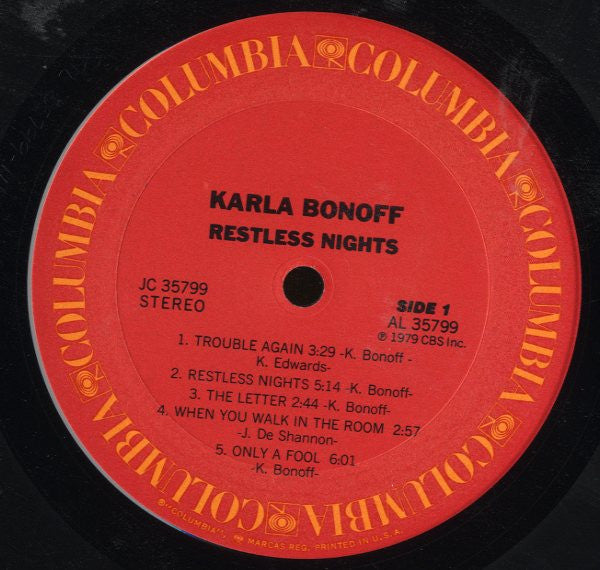 COLUMBIA COLUMBIA COLUMBIA COLUMBIA COLUMBIA COLUMBIA
KARLA BONOFF
RESTLESS NIGHTS
JC 35799
STEREO
SIDE 1
AL 35799
℗ 1979 CBS Inc.
1. TROUBLE AGAIN 3:29 -K. Bonoff -
K. Edwards-
2. RESTLESS NIGHTS 5:14 -K. Bonoff-
3. THE LETTER 2:44 -K. Bonoff-
4. WHEN YOU WALK IN THE ROOM 2:57
-J. De Shannon-
5. ONLY A FOOL 6:01
-K. Bonoff-
®"COLUMBIA", MARCAS REG. PRINTED IN U.S.A.